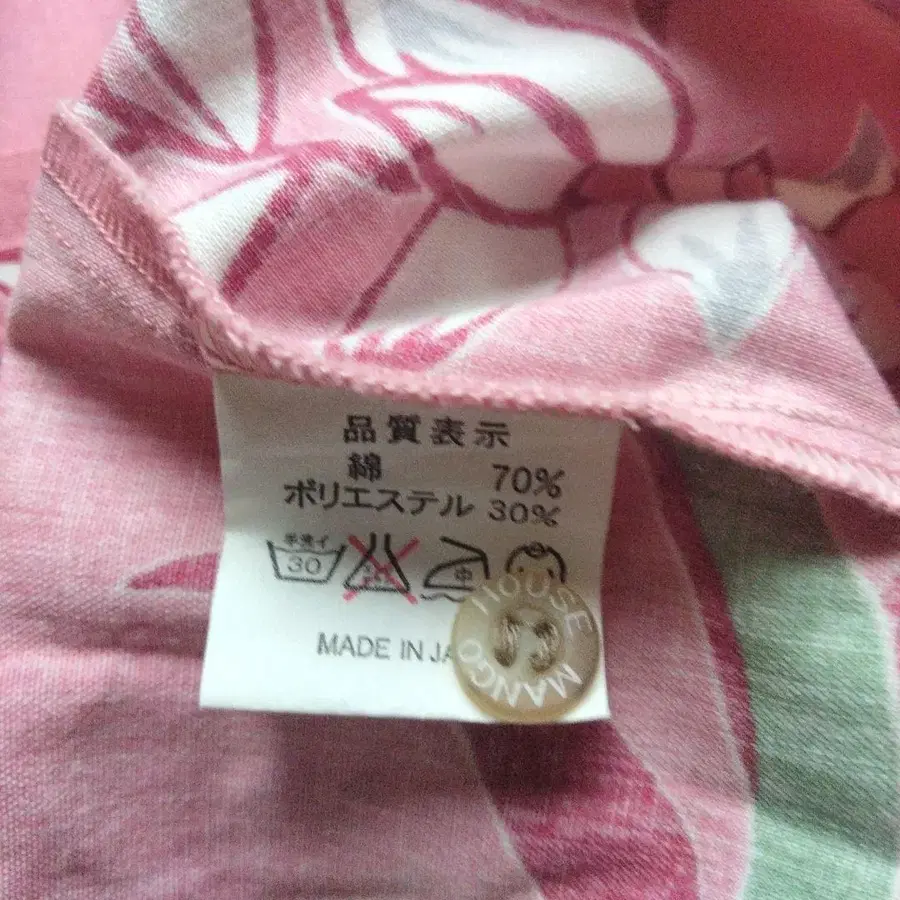 品質表示
綿 70%
ポリエステル 30%
手洗イ
30
中
MADE IN JA
HOUSE MANGO